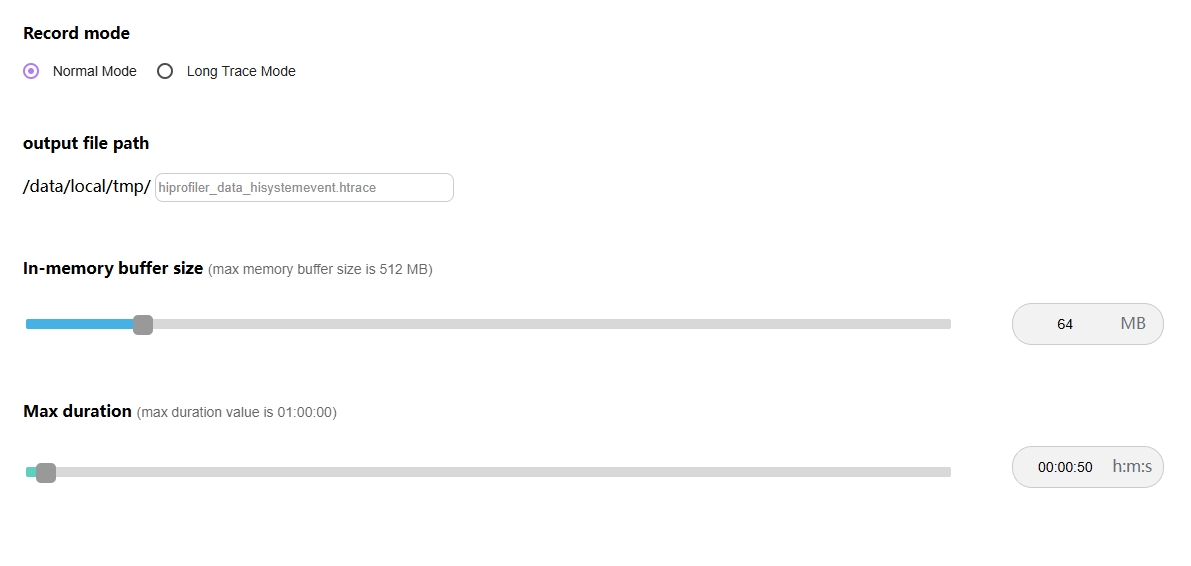 Record mode
Normal Mode Long Trace Mode
output file path
/data/local/tmp/ hiprofiler_data_hisystemevent.htrace
In-memory buffer size (max memory buffer size is 512 MB)
64 MB
Max duration (max duration value is 01:00:00)
00:00:50 h:m:s